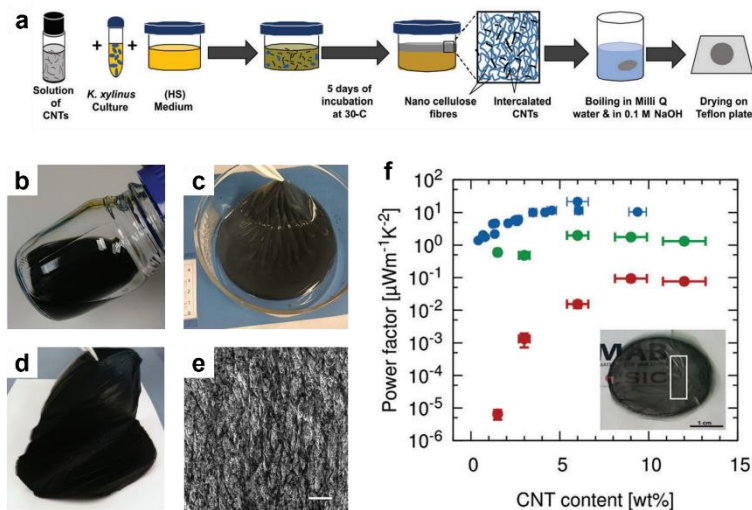 a
Solution
of
CNTs
+
K. xylinus
Culture
+
(HS)
Medium
5 days of
incubation
at 30-C
Nano cellulose
fibres
Intercalated
CNTs
Boiling in Milli Q
water & in 0.1 M NaOH
Drying on
Teflon plate
b
c
d
e
f
Power factor [μWm⁻¹K⁻²]
10²
10¹
10⁰
10⁻¹
10⁻²
10⁻³
10⁻⁴
10⁻⁵
10⁻⁶
0 5 10 15
CNT content [wt%]
MAB
SIC
1 cm